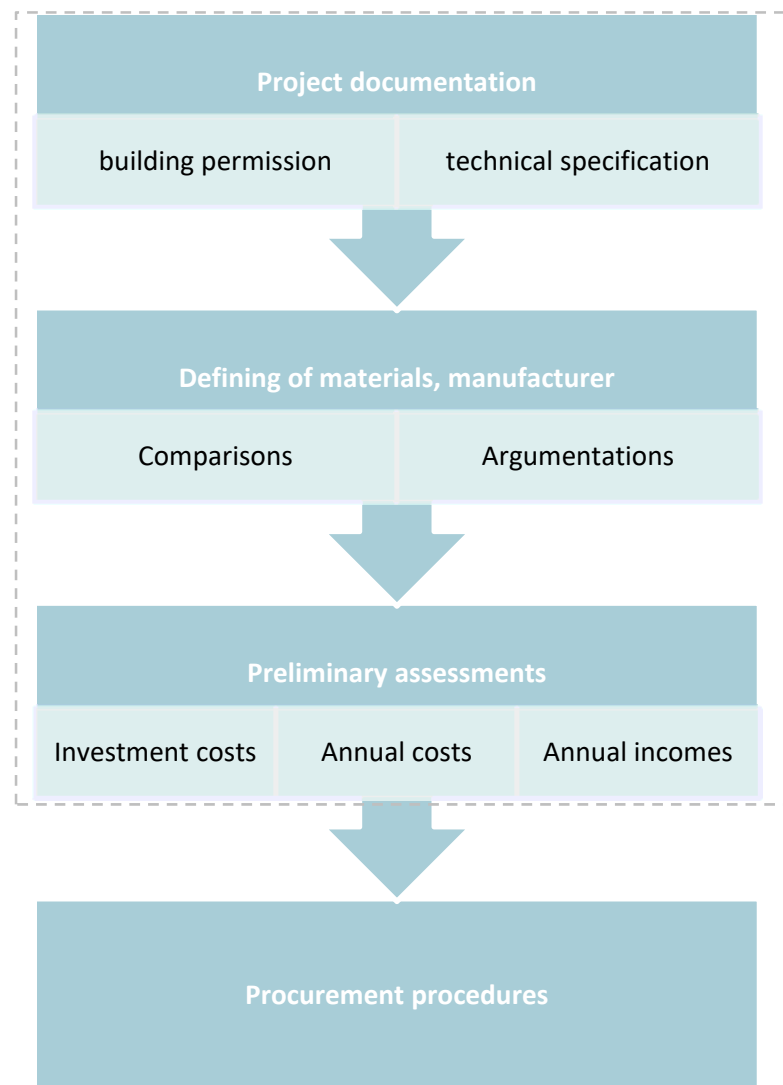 Project documentation
building permission
technical specification
Defining of materials, manufacturer
Comparisons
Argumentations
Preliminary assessments
Investment costs
Annual costs
Annual incomes
Procurement procedures